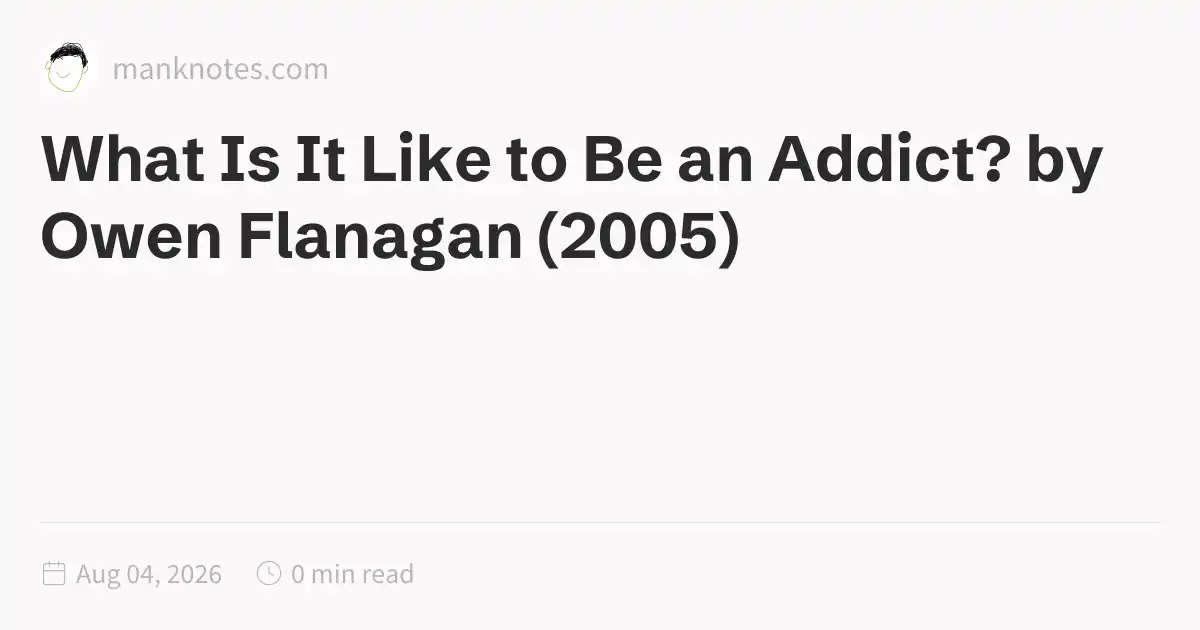 manknotes.com
What Is It Like to Be an Addict? by
Owen Flanagan (2005)
Aug 04, 2026
0 min read